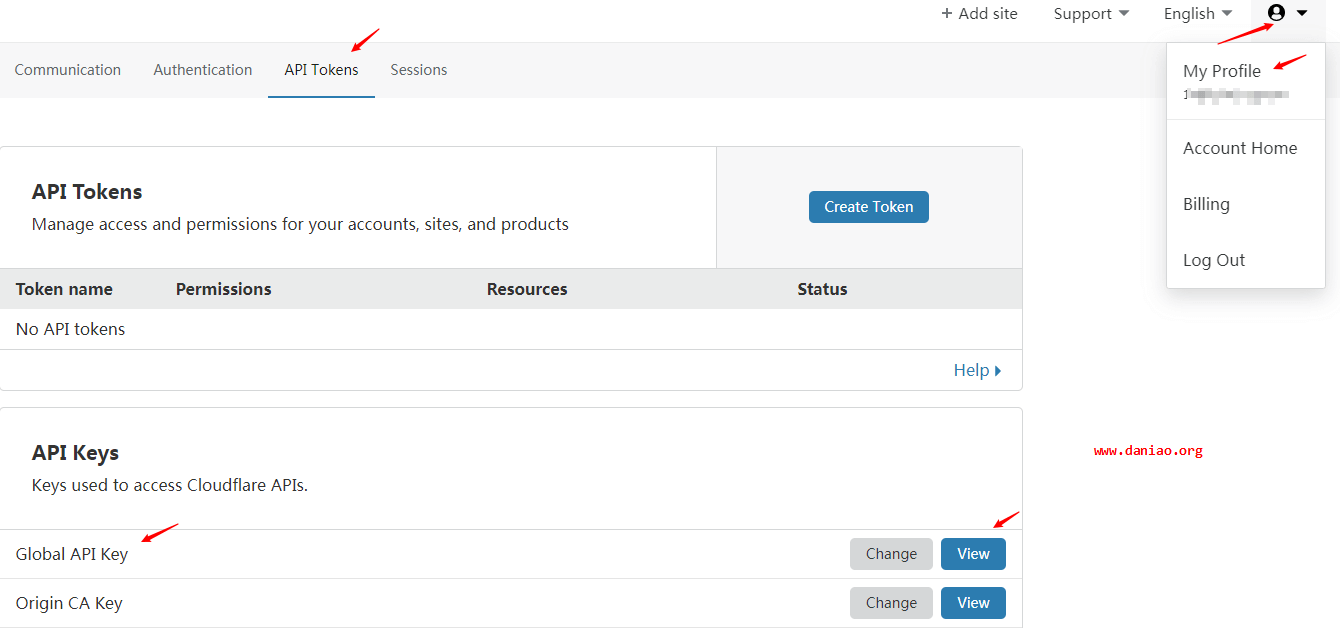 + Add site Support English
Communication Authentication API Tokens Sessions
My Profile
1
Account Home
Billing
Log Out
API Tokens
Manage access and permissions for your accounts, sites, and products
Create Token
Token name Permissions Resources Status
No API tokens
Help
API Keys
Keys used to access Cloudflare APIs.
www.daniao.org
Global API Key Change View
Origin CA Key Change View